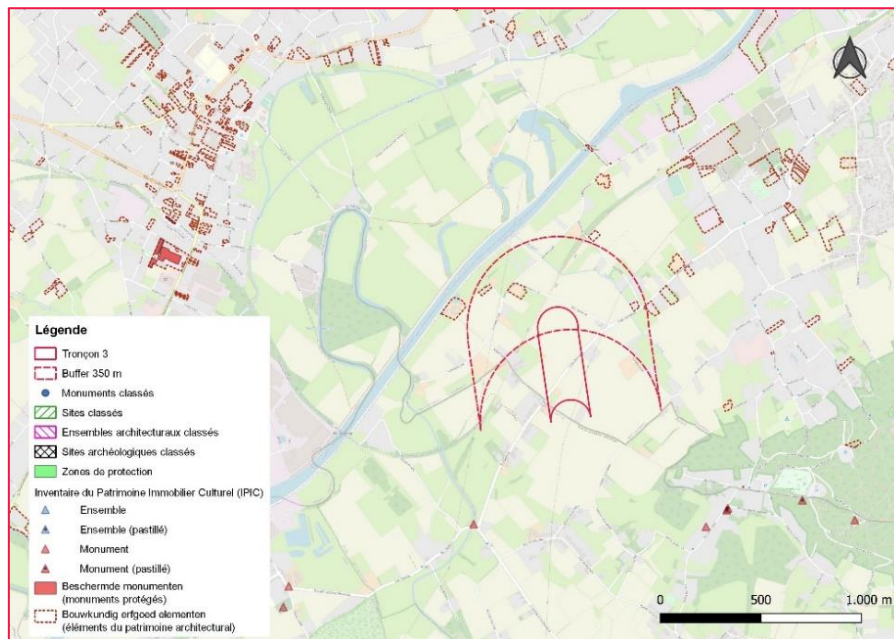 Légende
Tronçon 3
Buffer 350 m
Monuments classés
Sites classés
Ensembles architecturaux classés
Sites archéologiques classés
Zones de protection
Inventaire du Patrimoine Immobilier Culturel (IPIC)
Ensemble
Ensemble (pastillé)
Monument
Monument (pastillé)
Beschermde monumenten
(monuments protégés)
Bouwkundig erfgoed elementen
(éléments du patrimoine architectural)
0 500 1.000 m